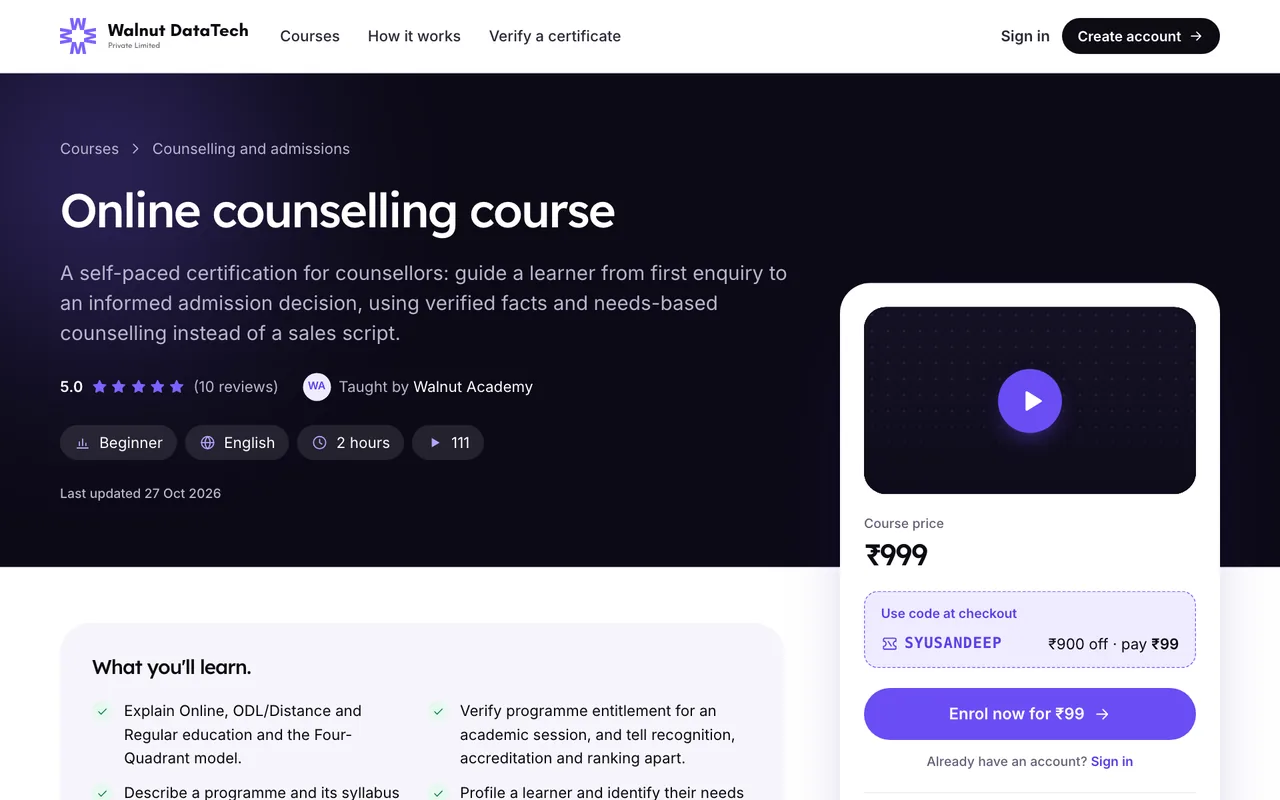 Walnut DataTech
Private Limited
Courses
How it works
Verify a certificate
Sign in
Create account
Courses
Counselling and admissions
Online counselling course
A self-paced certification for counsellors: guide a learner from first enquiry to
an informed admission decision, using verified facts and needs-based
counselling instead of a sales script.
5.0
(10 reviews)
WA
Taught by Walnut Academy
Beginner
English
2 hours
111
Last updated 27 Oct 2026
Course price
₹999
Use code at checkout
SYUSANDEEP
₹900 off · pay ₹99
Enrol now for ₹99
Already have an account? Sign in
What you'll learn.
Explain Online, ODL/Distance and
Regular education and the Four-
Quadrant model.
Verify programme entitlement for an
academic session, and tell recognition,
accreditation and ranking apart.
Describe a programme and its syllabus
Profile a learner and identify their needs